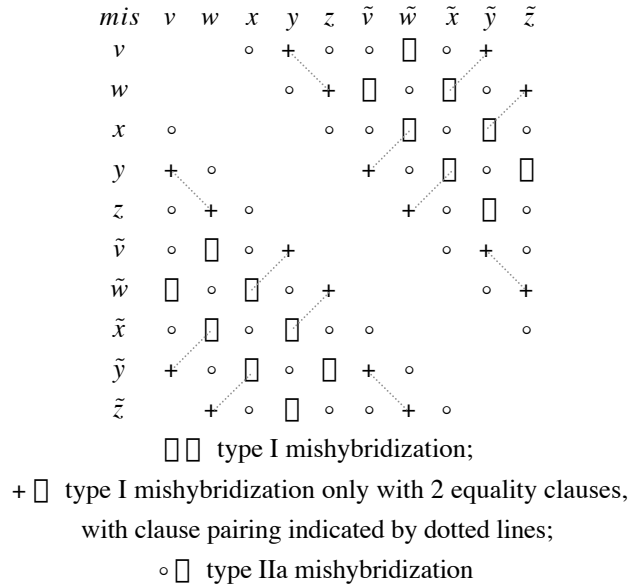 mis v w x y z ṽ w̃ x̃ ỹ z̃
v ∘ + ∘ ∘ ▯ ∘ +
w ∘ + ▯ ∘ ▯ ∘ +
x ∘ ∘ ∘ ▯ ∘ ▯ ∘
y + ∘ + ∘ ▯ ∘ ▯
z ∘ + ∘ + ∘ ▯ ∘
ṽ ∘ ▯ ∘ + ∘ + ∘
w̃ ▯ ∘ ▯ ∘ + ∘ +
x̃ ∘ ▯ ∘ ▯ ∘ ∘ ∘
ỹ + ∘ ▯ ∘ ▯ + ∘
z̃ + ∘ ▯ ∘ ∘ + ∘
▯▯ type I mishybridization;
+ ▯ type I mishybridization only with 2 equality clauses,
with clause pairing indicated by dotted lines;
∘ ▯ type IIa mishybridization